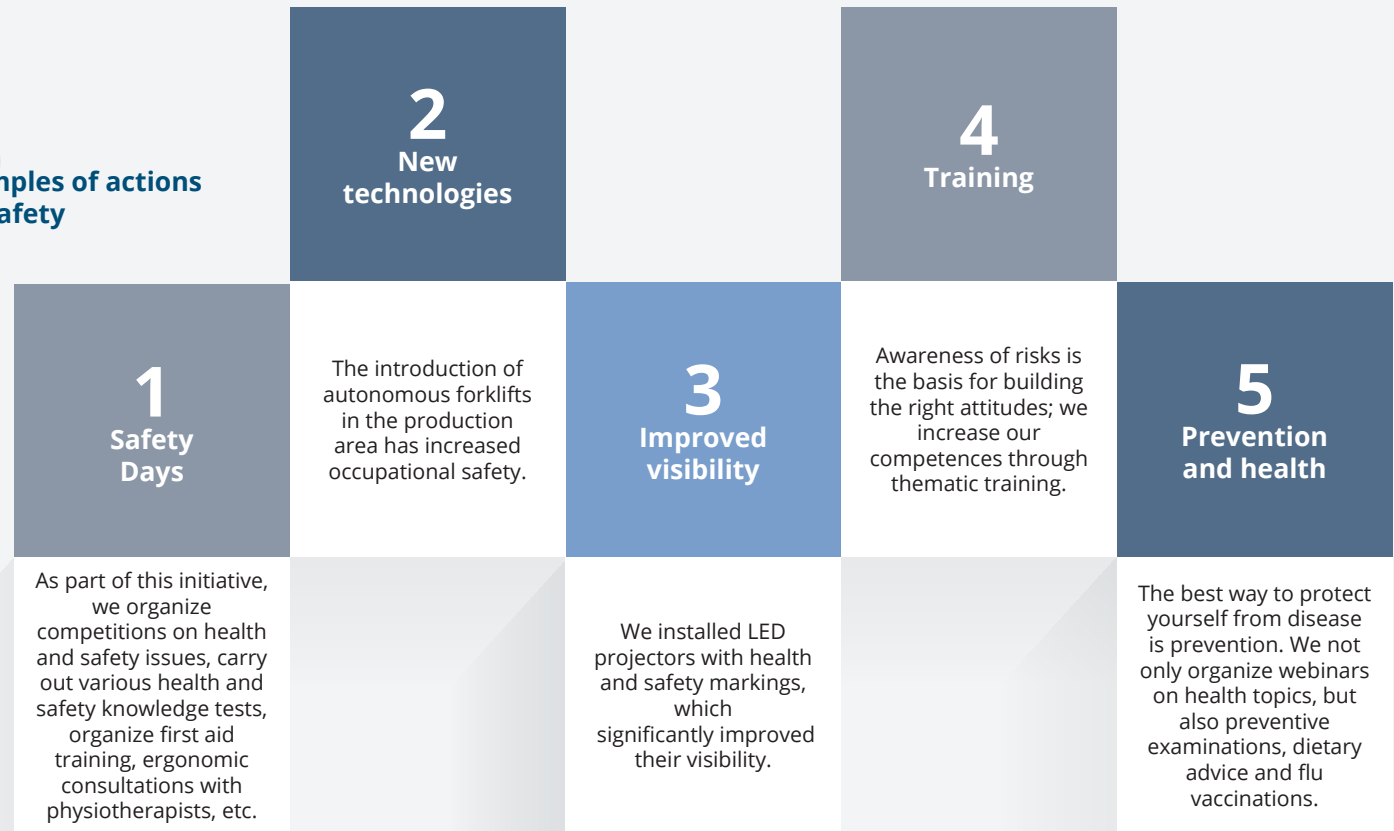 mples of actions
afety
1
Safety
Days
As part of this initiative,
we organize
competitions on health
and safety issues, carry
out various health and
safety knowledge tests,
organize first aid
training, ergonomic
consultations with
physiotherapists, etc.
2
New
technologies
The introduction of
autonomous forklifts
in the production
area has increased
occupational safety.
3
Improved
visibility
We installed LED
projectors with health
and safety markings,
which
significantly improved
their visibility.
4
Training
Awareness of risks is
the basis for building
the right attitudes; we
increase our
competences through
thematic training.
5
Prevention
and health
The best way to protect
yourself from disease
is prevention. We not
only organize webinars
on health topics, but
also preventive
examinations, dietary
advice and flu
vaccinations.